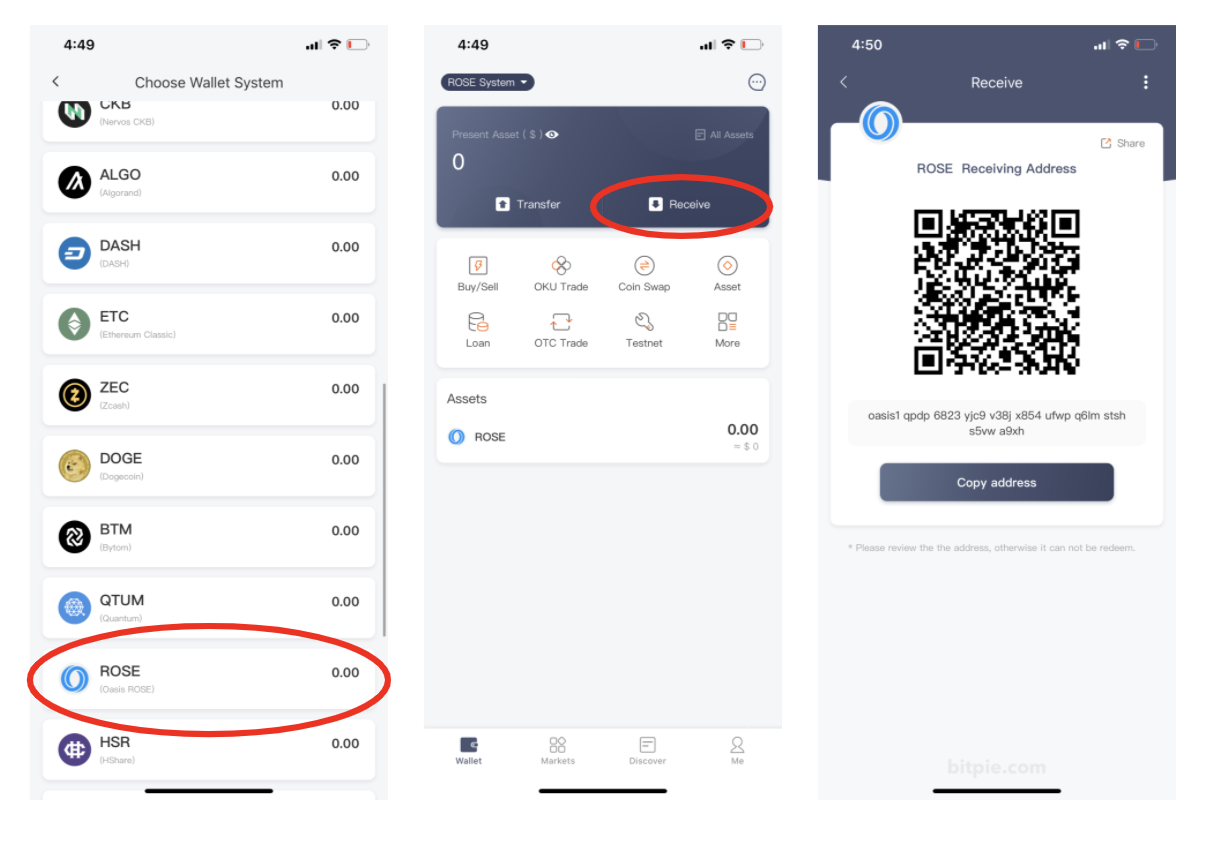 4:49
Choose Wallet System
CKB
0.00
(Nervos CKB)
ALGO
0.00
(Algorand)
DASH
0.00
(DASH)
ETC
0.00
(Ethereum Classic)
ZEC
0.00
(Zcash)
DOGE
0.00
(Dogecoin)
BTM
0.00
(Bytom)
QTUM
0.00
(Quantum)
ROSE
0.00
(Oasis ROSE)
HSR
0.00
(HShare)
4:49
ROSE System
Present Asset ( $ )
All Assets
0
Transfer
Receive
Buy/Sell
OKU Trade
Coin Swap
Asset
Loan
OTC Trade
Testnet
More
Assets
ROSE
0.00
≈ $ 0
Wallet
Markets
Discover
Me
4:50
Receive
Share
ROSE Receiving Address
oasis1 qpdp 6823 yjc9 v38j x854 ufwp q6lm stsh
s5vw a9xh
Copy address
* Please review the the address, otherwise it can not be redeem.
bitpie.com